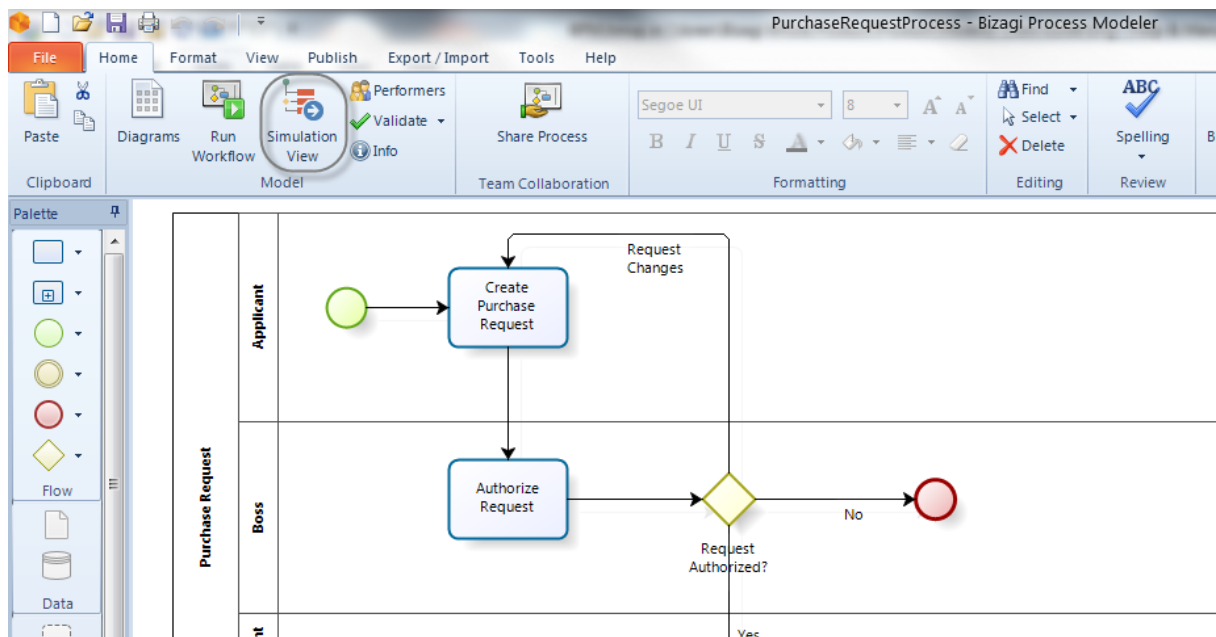 PurchaseRequestProcess - Bizagi Process Modeler
File Home Format View Publish Export / Import Tools Help
Paste
Clipboard
Diagrams
Run
Workflow
Simulation
View
Performers
Validate
Info
Model
Share Process
Team Collaboration
Segoe UI 8 A A
B I U S A
Formatting
Find
Select
Delete
Editing
ABC
Spelling
Review
B
Palette
Flow
Data
Purchase Request
Applicant
Request
Changes
Create
Purchase
Request
Boss
Authorize
Request
Request
Authorized?
No
Yes